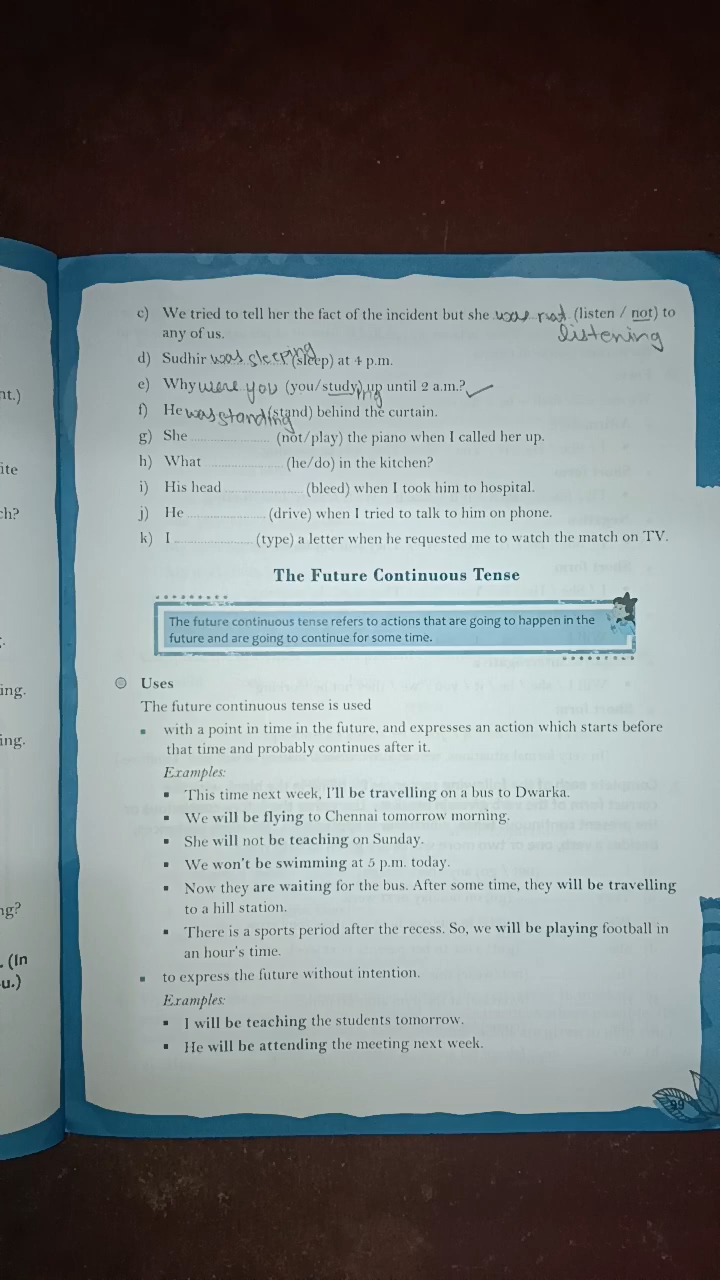 c) We tried to tell her the fact of the incident but she was not (listen / not) to
listening
any of us.
d) Sudhir was sleeping (sleep) at 4 p.m.
e) Why were you (you/study) up until 2 a.m.?
f) He was standing (stand) behind the curtain.
g) She .................... (not/play) the piano when I called her up.
h) What .................... (he/do) in the kitchen?
i) His head .................... (bleed) when I took him to hospital.
j) He .................... (drive) when I tried to talk to him on phone.
k) I .................... (type) a letter when he requested me to watch the match on TV.
The Future Continuous Tense
The future continuous tense refers to actions that are going to happen in the
future and are going to continue for some time.
Uses
The future continuous tense is used
▪ with a point in time in the future, and expresses an action which starts before
that time and probably continues after it.
Examples:
▪ This time next week, I'll be travelling on a bus to Dwarka.
▪ We will be flying to Chennai tomorrow morning.
▪ She will not be teaching on Sunday.
▪ We won't be swimming at 5 p.m. today.
▪ Now they are waiting for the bus. After some time, they will be travelling
to a hill station.
▪ There is a sports period after the recess. So, we will be playing football in
an hour's time.
▪ to express the future without intention.
Examples:
▪ I will be teaching the students tomorrow.
▪ He will be attending the meeting next week.